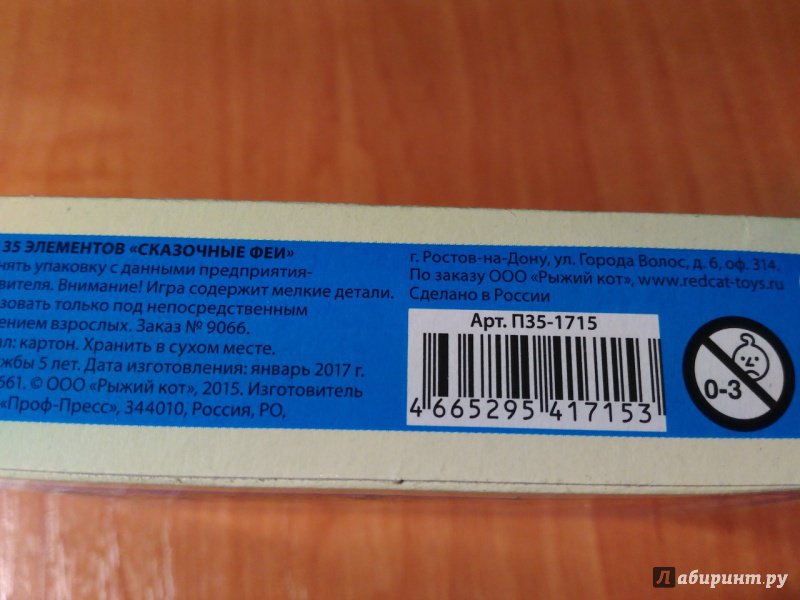 35 ЭЛЕМЕНТОВ «СКАЗОЧНЫЕ ФЕИ»
нять упаковку с данными предприятия-
вителя. Внимание! Игра содержит мелкие детали.
зовать только под непосредственным
ением взрослых. Заказ № 9066.
ал: картон. Хранить в сухом месте.
жбы 5 лет. Дата изготовления: январь 2017 г.
661. © ООО «Рыжий кот», 2015. Изготовитель
«Проф-Пресс», 344010, Россия, РО,
г. Ростов-на-Дону, ул. Города Волос, д. 6, оф. 314.
По заказу ООО «Рыжий кот», www.redcat-toys.ru
Сделано в России
Арт. П35-1715
4 665295 417153
0-3
Лабиринт.ру